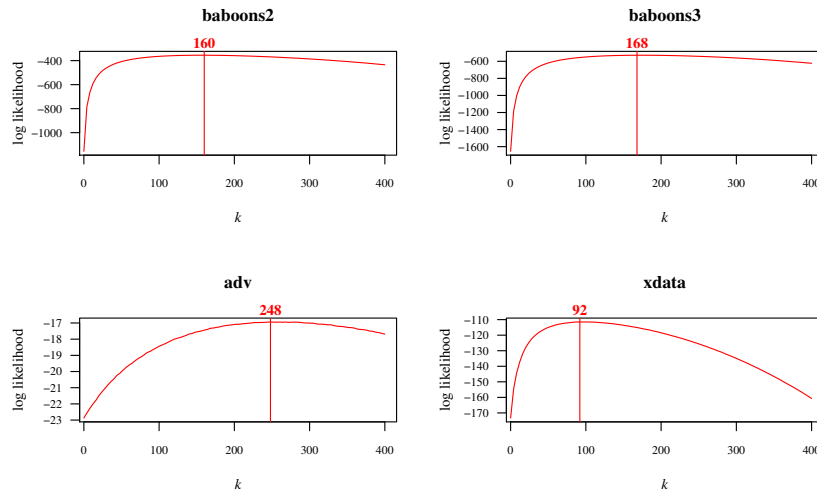 baboons2
160
log likelihood
−400
−600
−800
−1000
0 100 200 300 400
k
baboons3
168
log likelihood
−600
−800
−1000
−1200
−1400
−1600
0 100 200 300 400
k
adv
248
log likelihood
−17
−18
−19
−20
−21
−22
−23
0 100 200 300 400
k
xdata
92
log likelihood
−110
−120
−130
−140
−150
−160
−170
0 100 200 300 400
k